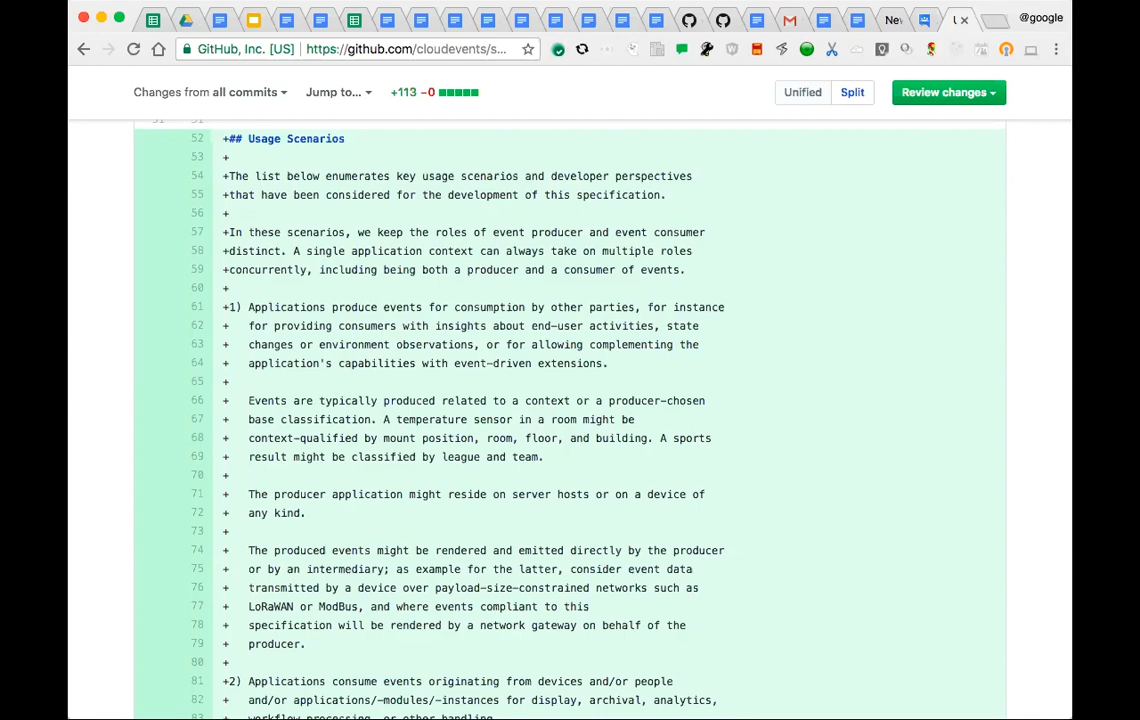 @google
GitHub, Inc. [US] https://github.com/cloudevents/s...
Changes from all commits Jump to... +113 −0 Unified Split Review changes
52 +## Usage Scenarios
53 +
54 +The list below enumerates key usage scenarios and developer perspectives
55 +that have been considered for the development of this specification.
56 +
57 +In these scenarios, we keep the roles of event producer and event consumer
58 +distinct. A single application context can always take on multiple roles
59 +concurrently, including being both a producer and a consumer of events.
60 +
61 +1) Applications produce events for consumption by other parties, for instance
62 + for providing consumers with insights about end-user activities, state
63 + changes or environment observations, or for allowing complementing the
64 + application's capabilities with event-driven extensions.
65 +
66 + Events are typically produced related to a context or a producer-chosen
67 + base classification. A temperature sensor in a room might be
68 + context-qualified by mount position, room, floor, and building. A sports
69 + result might be classified by league and team.
70 +
71 + The producer application might reside on server hosts or on a device of
72 + any kind.
73 +
74 + The produced events might be rendered and emitted directly by the producer
75 + or by an intermediary; as example for the latter, consider event data
76 + transmitted by a device over payload-size-constrained networks such as
77 + LoRaWAN or ModBus, and where events compliant to this
78 + specification will be rendered by a network gateway on behalf of the
79 + producer.
80 +
81 +2) Applications consume events originating from devices and/or people
82 + and/or applications/-modules/-instances for display, archival, analytics,
83 + workflow processing, or other handling.